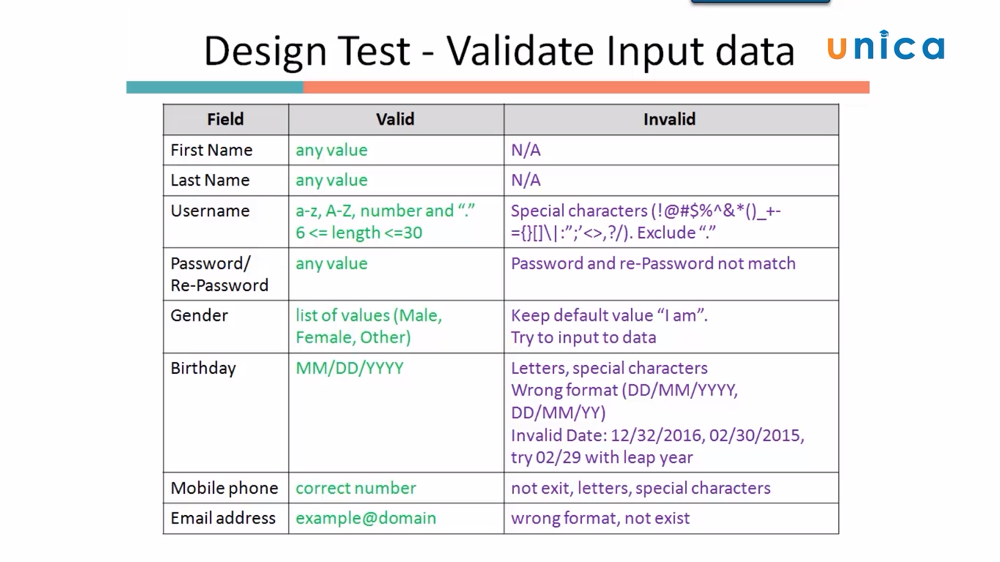 Design Test - Validate Input data
unica
Field Valid Invalid
First Name any value N/A
Last Name any value N/A
Username a-z, A-Z, number and “.” Special characters (!@#$%^&*()_+-
6 <= length <=30 ={}[]\|:”;’<>,?/). Exclude “.”
Password/ any value Password and re-Password not match
Re-Password
Gender list of values (Male, Keep default value “I am”.
Female, Other) Try to input to data
Birthday MM/DD/YYYY Letters, special characters
Wrong format (DD/MM/YYYY,
DD/MM/YY)
Invalid Date: 12/32/2016, 02/30/2015,
try 02/29 with leap year
Mobile phone correct number not exit, letters, special characters
Email address example@domain wrong format, not exist